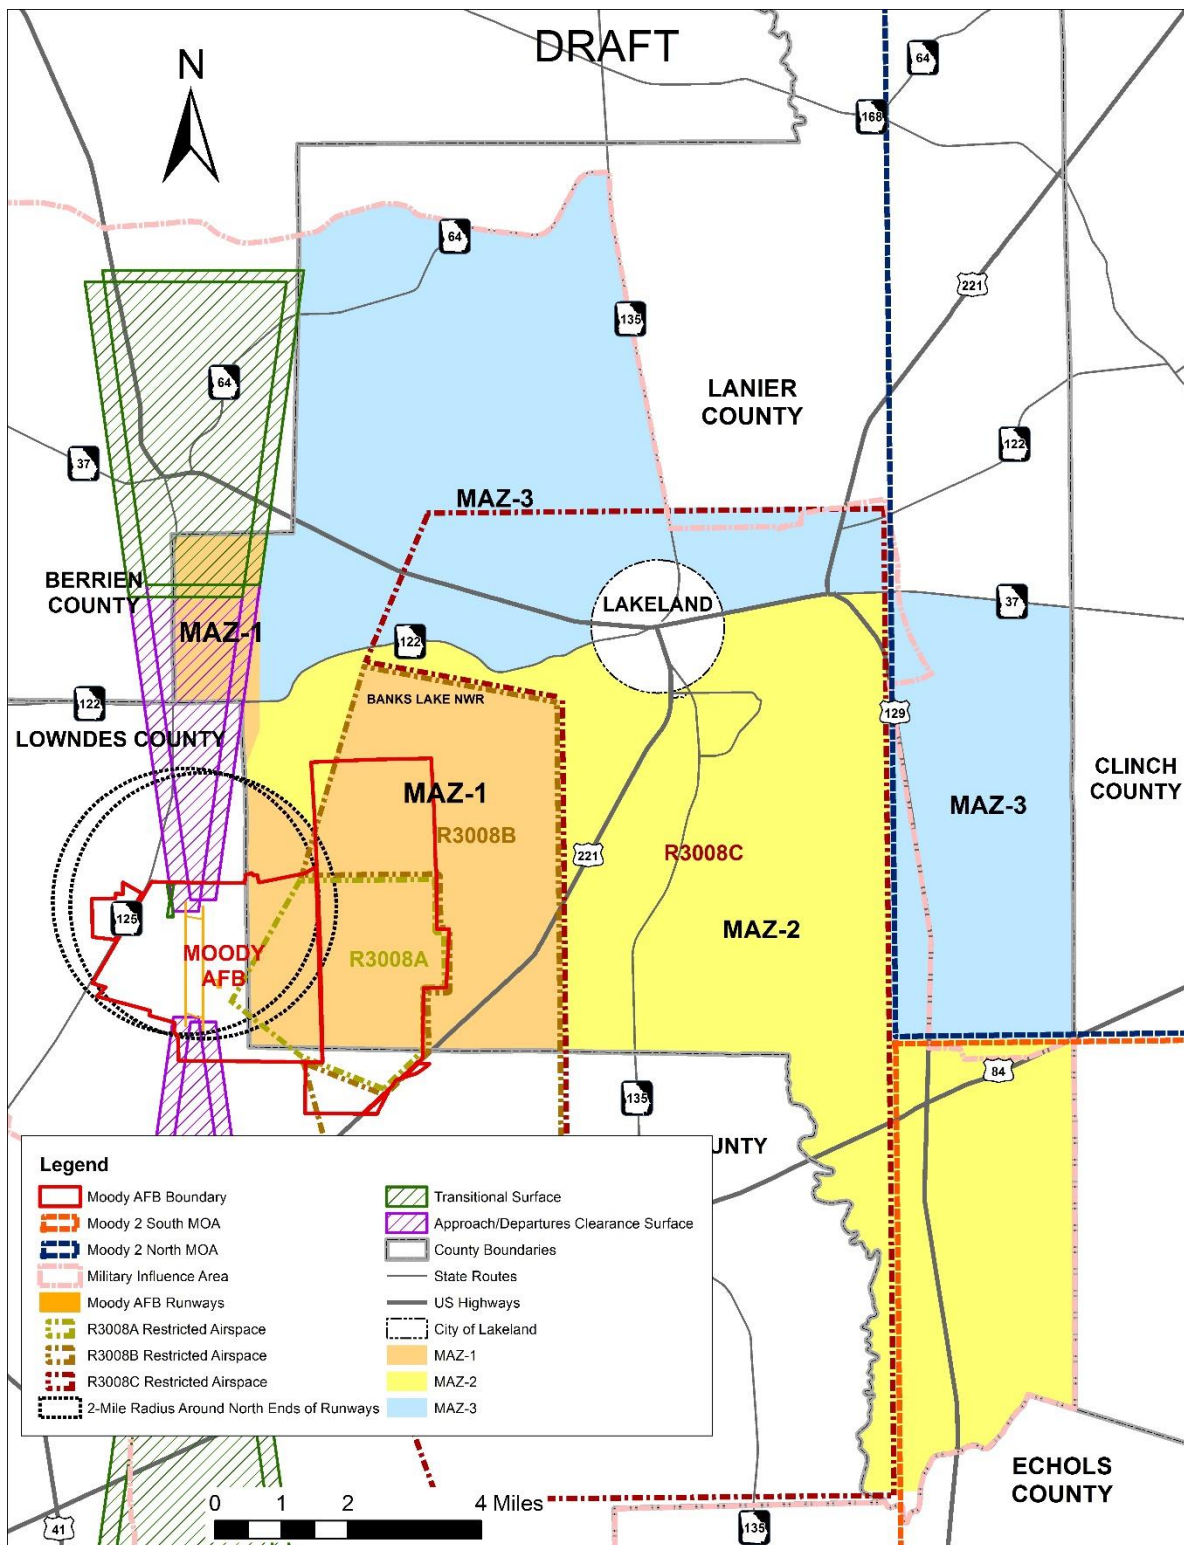 DRAFT
N
64
168
64
221
135
64
LANIER
COUNTY
122
37
MAZ-3
BERRIEN
COUNTY
LAKELAND
37
MAZ-1
122
BANKS LAKE NWR
122
129
LOWNDES COUNTY
CLINCH
COUNTY
MAZ-1
MAZ-3
R3008B
221
R3008C
125
MAZ-2
MOODY
AFB
R3008A
84
135
UNTY
Legend
Moody AFB Boundary
Moody 2 South MOA
Moody 2 North MOA
Military Influence Area
Moody AFB Runways
R3008A Restricted Airspace
R3008B Restricted Airspace
R3008C Restricted Airspace
2-Mile Radius Around North Ends of Runways
Transitional Surface
Approach/Departures Clearance Surface
County Boundaries
State Routes
US Highways
City of Lakeland
MAZ-1
MAZ-2
MAZ-3
ECHOLS
COUNTY
0 1 2 4 Miles
41
135